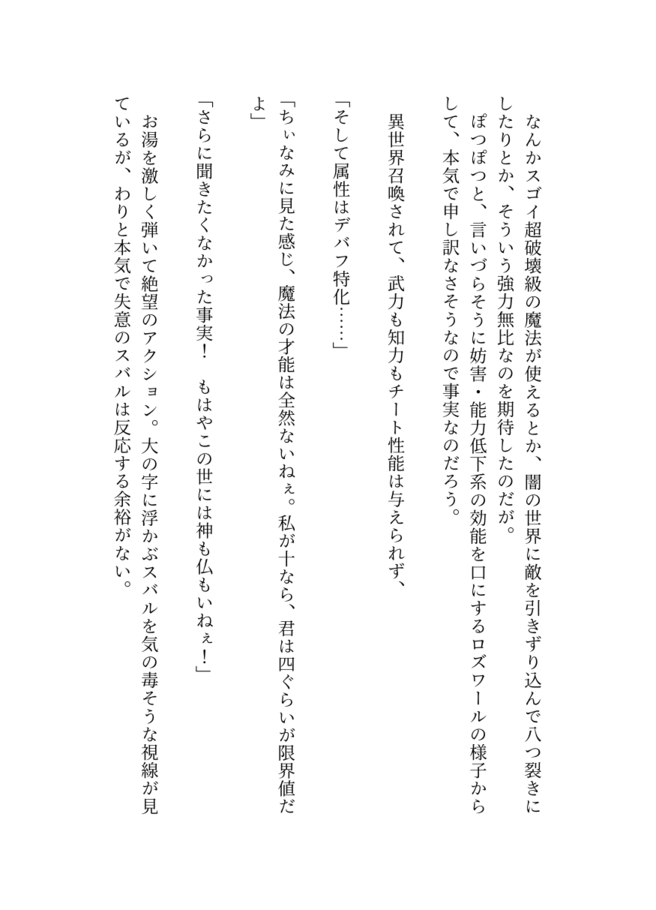 なんかスゴイ超破壊級の魔法が使えるとか、闇の世界に敵を引きずり込んで八つ裂きに
したりとか、そういう強力無比なのを期待したのだが。
ぽつぽつと、言いづらそうに妨害・能力低下系の効能を口にするロズワールの様子から
して、本気で申し訳なさそうなので事実なのだろう。
異世界召喚されて、武力も知力もチート性能は与えられず、
「そして属性はデバフ特化……」
「ちぃなみに見た感じ、魔法の才能は全然ないねぇ。私が十なら、君は四ぐらいが限界値だ
よ」
「さらに聞きたくなかった事実！　もはやこの世には神も仏もいねぇ！」
お湯を激しく弾いて絶望のアクション。大の字に浮かぶスバルを気の毒そうな視線が見
ているが、わりと本気で失意のスバルは反応する余裕がない。